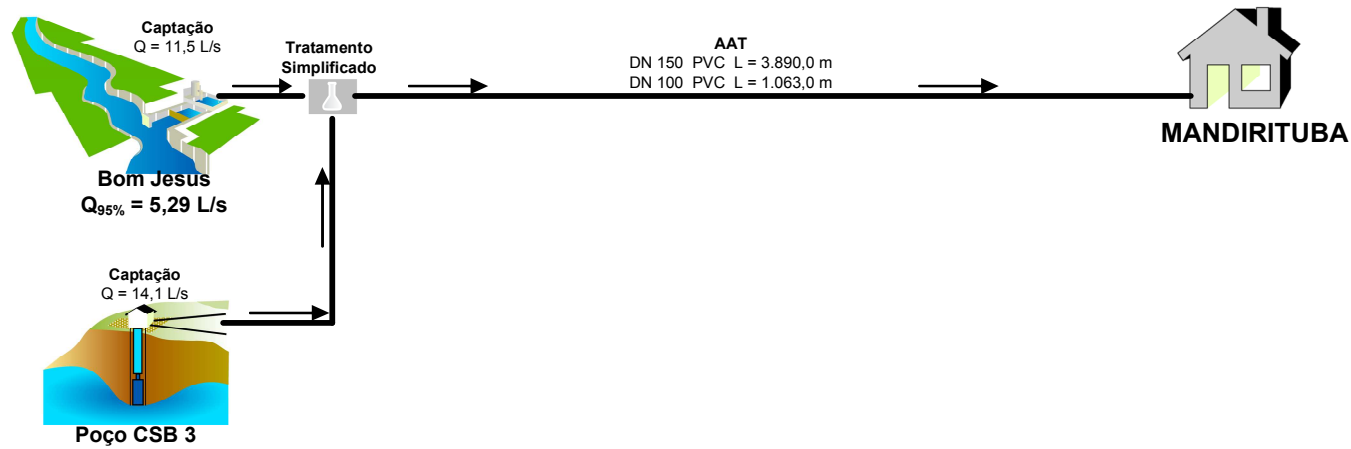 Captação
Q = 11,5 L/s
Tratamento
Simplificado
AAT
DN 150 PVC L = 3.890,0 m
DN 100 PVC L = 1.063,0 m
MANDIRITUBA
Bom Jesus
Q95% = 5,29 L/s
Captação
Q = 14,1 L/s
Poço CSB 3